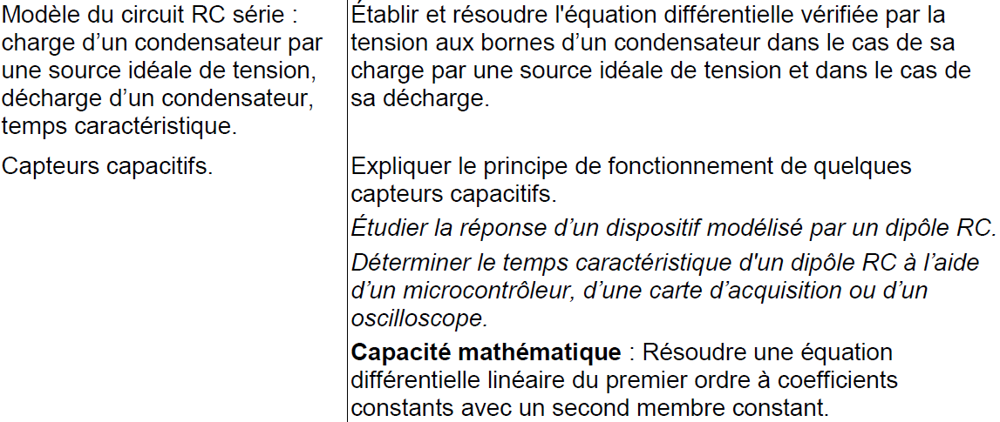 Modèle du circuit RC série :
charge d’un condensateur par
une source idéale de tension,
décharge d’un condensateur,
temps caractéristique.
Établir et résoudre l'équation différentielle vérifiée par la
tension aux bornes d’un condensateur dans le cas de sa
charge par une source idéale de tension et dans le cas de
sa décharge.
Capteurs capacitifs.
Expliquer le principe de fonctionnement de quelques
capteurs capacitifs.
Étudier la réponse d’un dispositif modélisé par un dipôle RC.
Déterminer le temps caractéristique d'un dipôle RC à l’aide
d’un microcontrôleur, d’une carte d’acquisition ou d’un
oscilloscope.
Capacité mathématique : Résoudre une équation
différentielle linéaire du premier ordre à coefficients
constants avec un second membre constant.